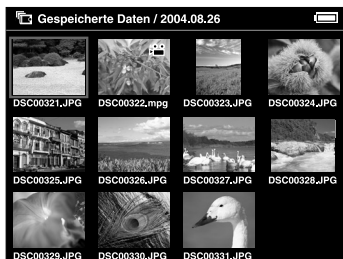 Gespeicherte Daten / 2004.08.26
DSC00321.JPG DSC00322.mpg DSC00323.JPG DSC00324.JPG
DSC00325.JPG DSC00326.JPG DSC00327.JPG DSC00328.JPG
DSC00329.JPG DSC00330.JPG DSC00331.JPG